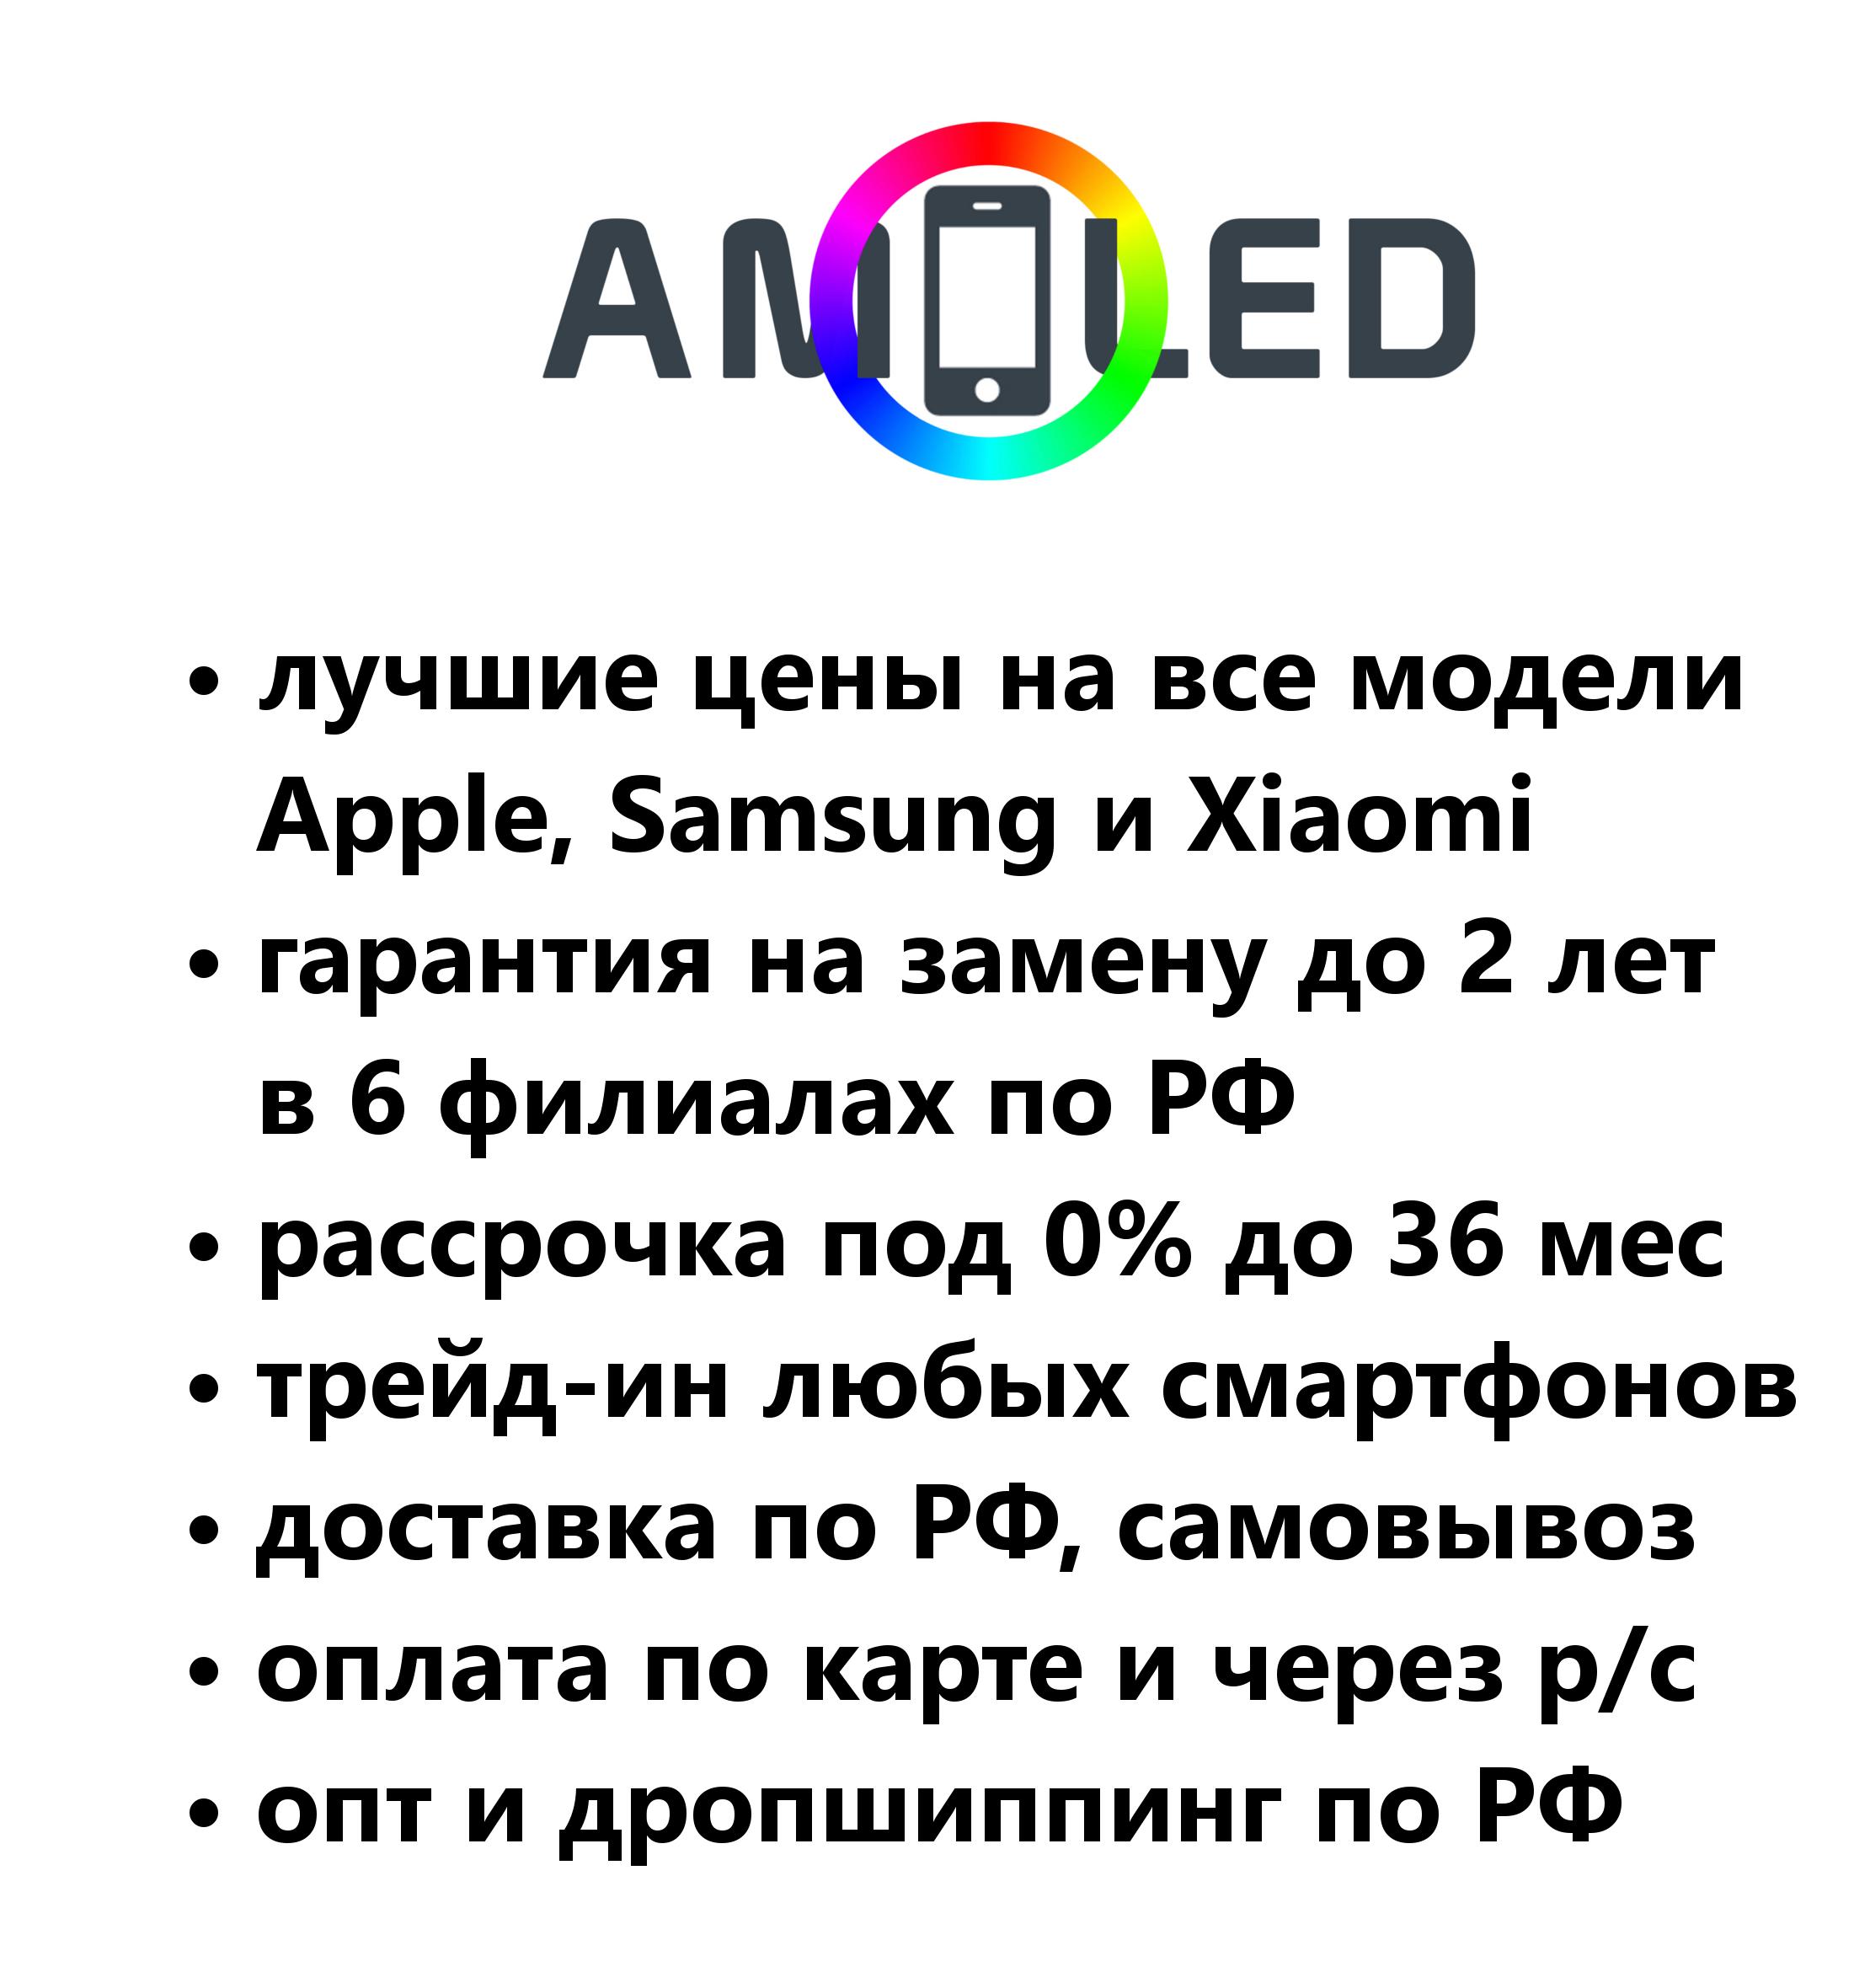 AMOLED
• лучшие цены на все модели
Apple, Samsung и Xiaomi
• гарантия на замену до 2 лет
в 6 филиалах по РФ
• рассрочка под 0% до 36 мес
• трейд-ин любых смартфонов
• доставка по РФ, самовывоз
• оплата по карте и через р/с
• опт и дропшиппинг по РФ